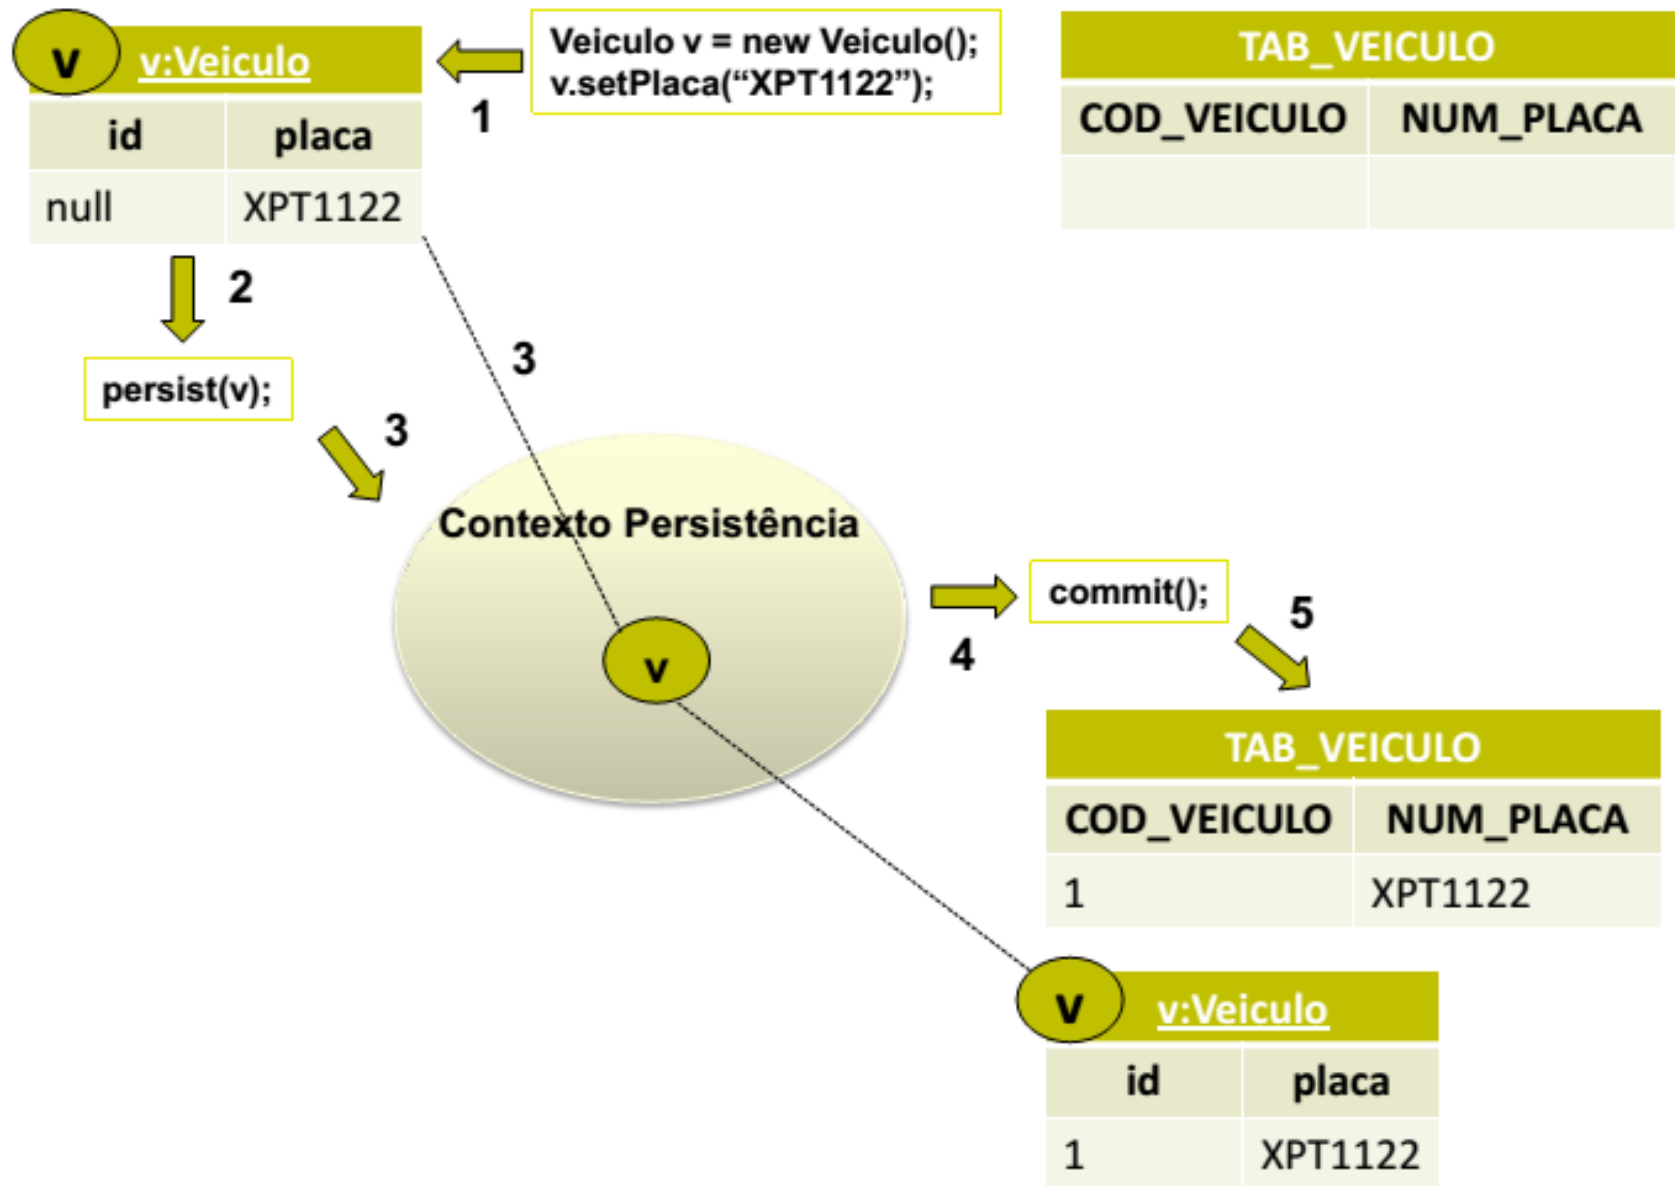 v
v:Veiculo
id placa
null XPT1122
1
Veiculo v = new Veiculo();
v.setPlaca(“XPT1122”);
TAB_VEICULO
COD_VEICULO NUM_PLACA
2
persist(v);
3
3
Contexto Persistência
v
4
commit();
5
TAB_VEICULO
COD_VEICULO NUM_PLACA
1 XPT1122
v
v:Veiculo
id placa
1 XPT1122